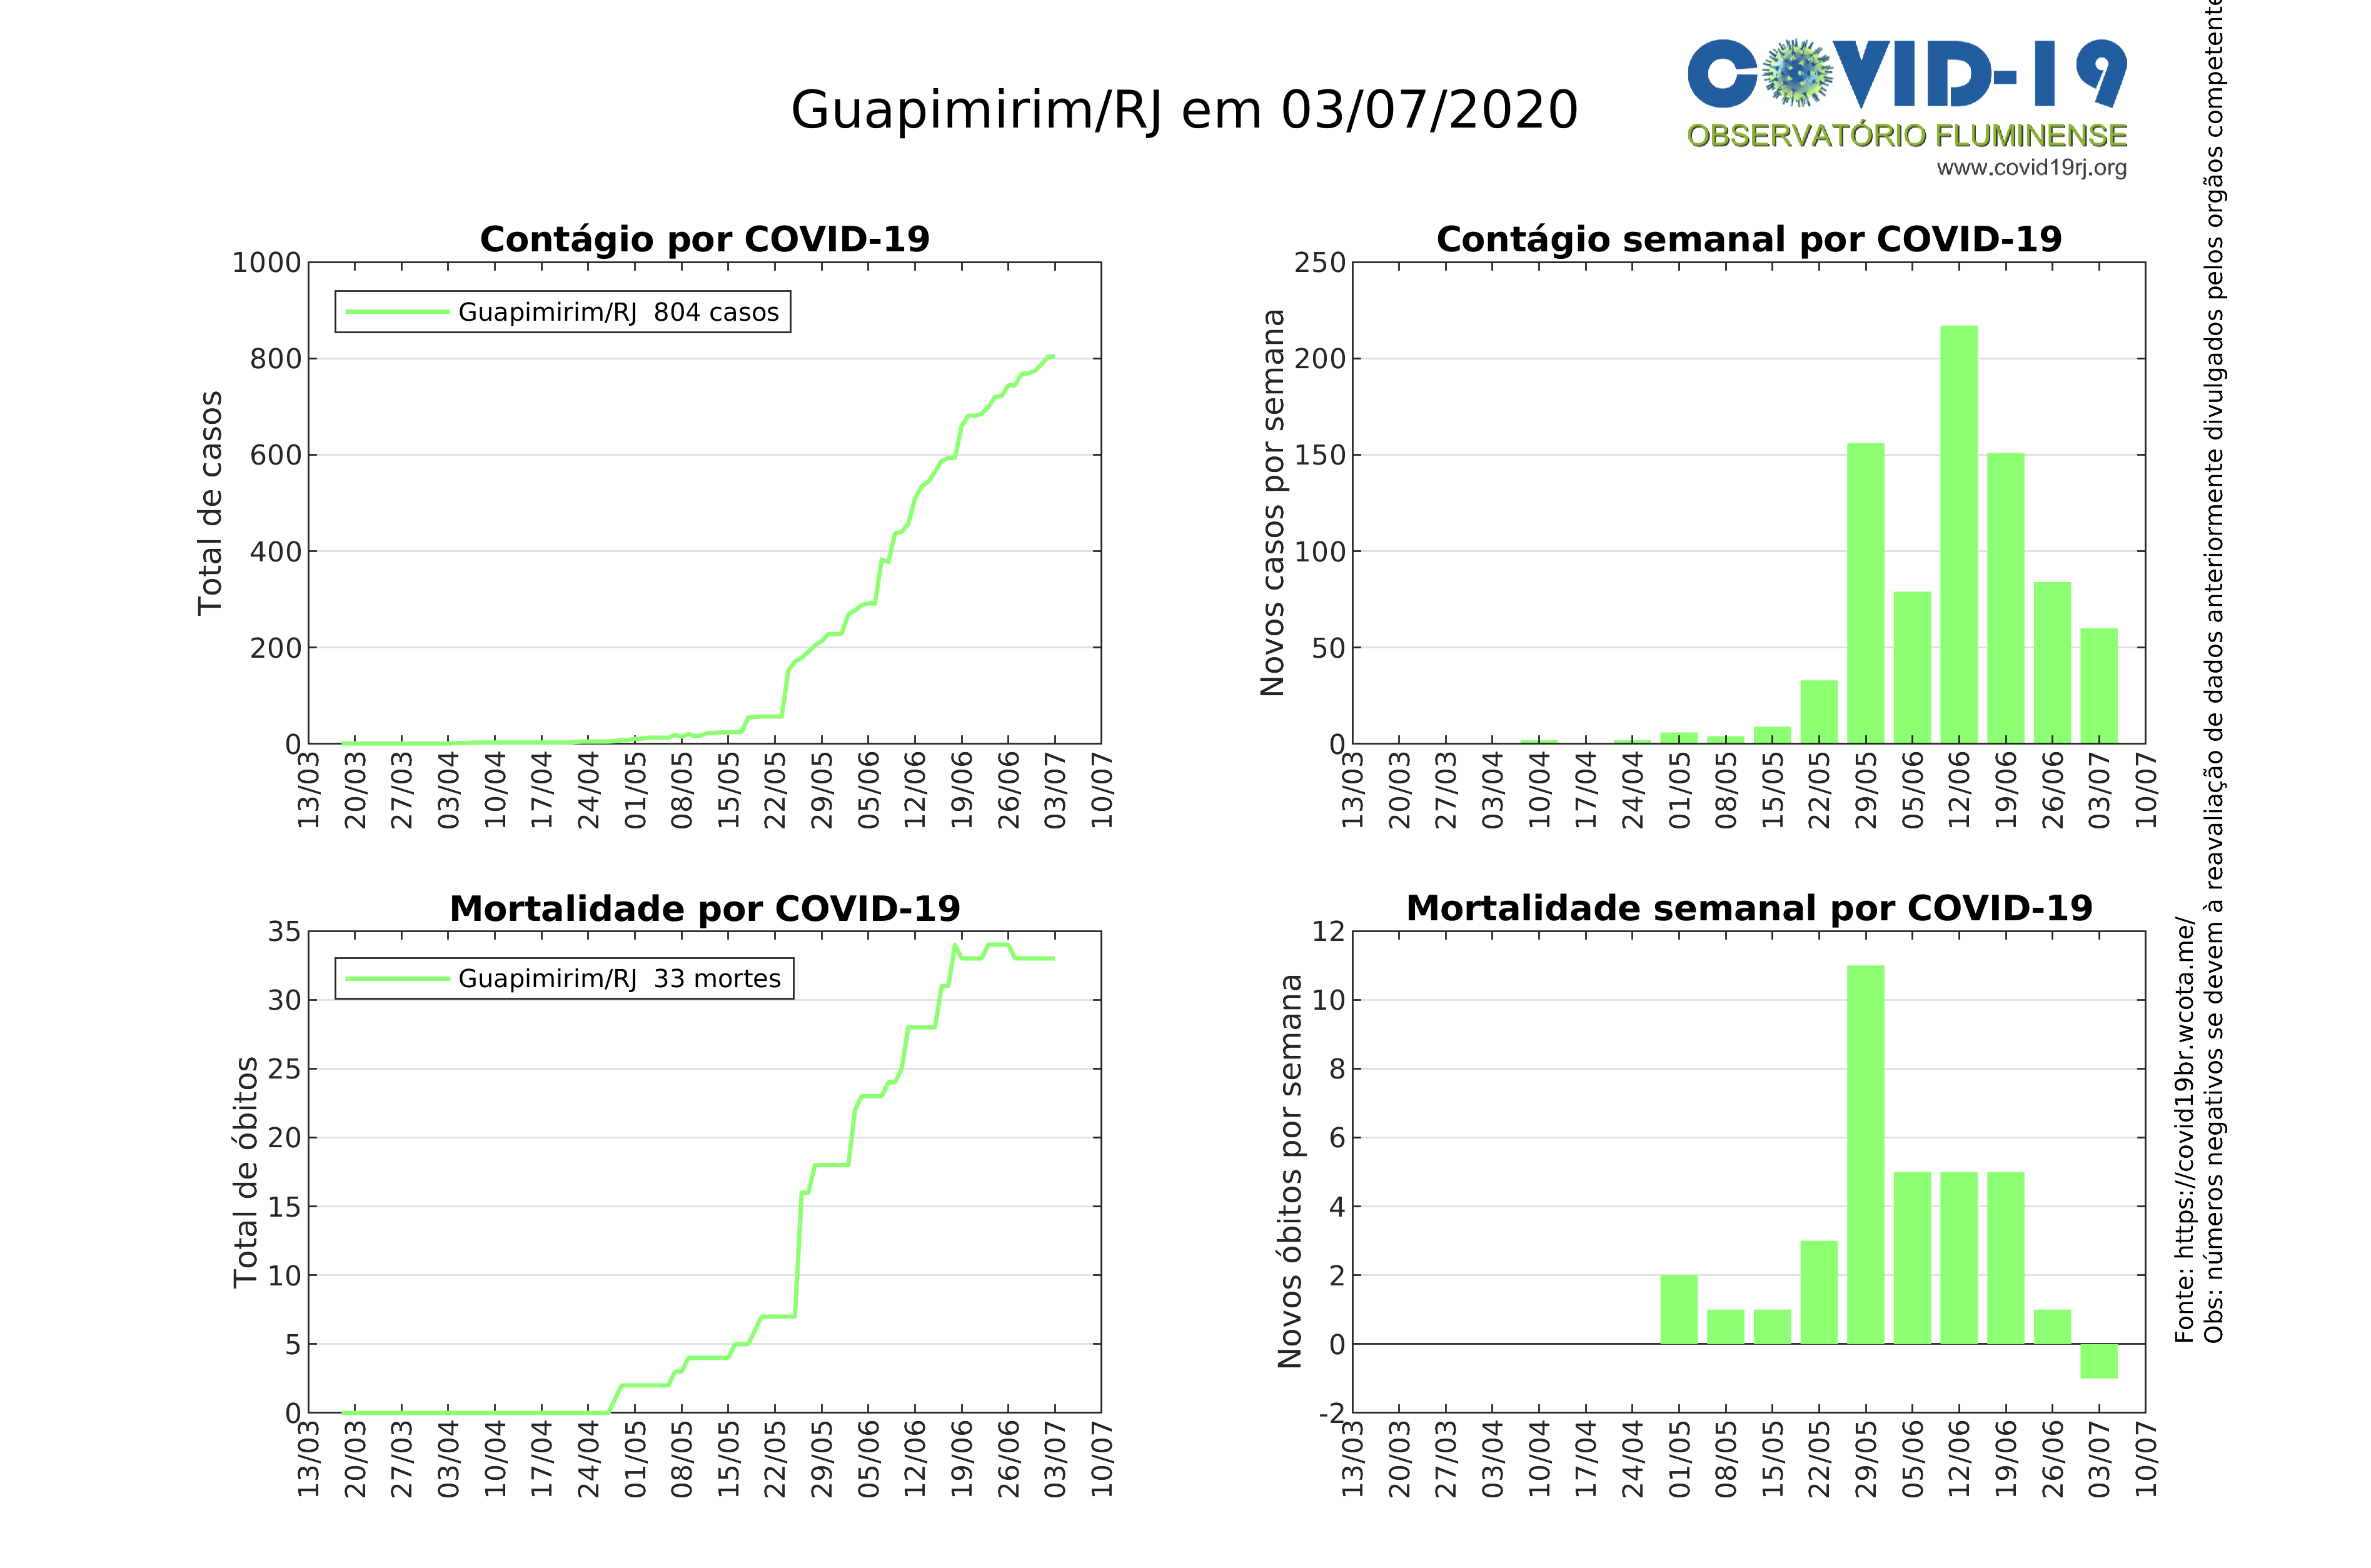 Guapimirim/RJ em 03/07/2020
COVID-19
OBSERVATÓRIO FLUMINENSE
www.covid19rj.org
Contágio por COVID-19
Total de casos
1000
800
600
400
200
0
Guapimirim/RJ 804 casos
13/03 20/03 27/03 03/04 10/04 17/04 24/04 01/05 08/05 15/05 22/05 29/05 05/06 12/06 19/06 26/06 03/07 10/07
Contágio semanal por COVID-19
Novos casos por semana
250
200
150
100
50
0
13/03 20/03 27/03 03/04 10/04 17/04 24/04 01/05 08/05 15/05 22/05 29/05 05/06 12/06 19/06 26/06 03/07 10/07
Mortalidade por COVID-19
Total de óbitos
35
30
25
20
15
10
5
0
Guapimirim/RJ 33 mortes
13/03 20/03 27/03 03/04 10/04 17/04 24/04 01/05 08/05 15/05 22/05 29/05 05/06 12/06 19/06 26/06 03/07 10/07
Mortalidade semanal por COVID-19
Novos óbitos por semana
12
10
8
6
4
2
0
-2
13/03 20/03 27/03 03/04 10/04 17/04 24/04 01/05 08/05 15/05 22/05 29/05 05/06 12/06 19/06 26/06 03/07 10/07
Fonte: https://covid19br.wcota.me/
Obs: números negativos se devem à reavaliação de dados anteriormente divulgados pelos orgãos competente